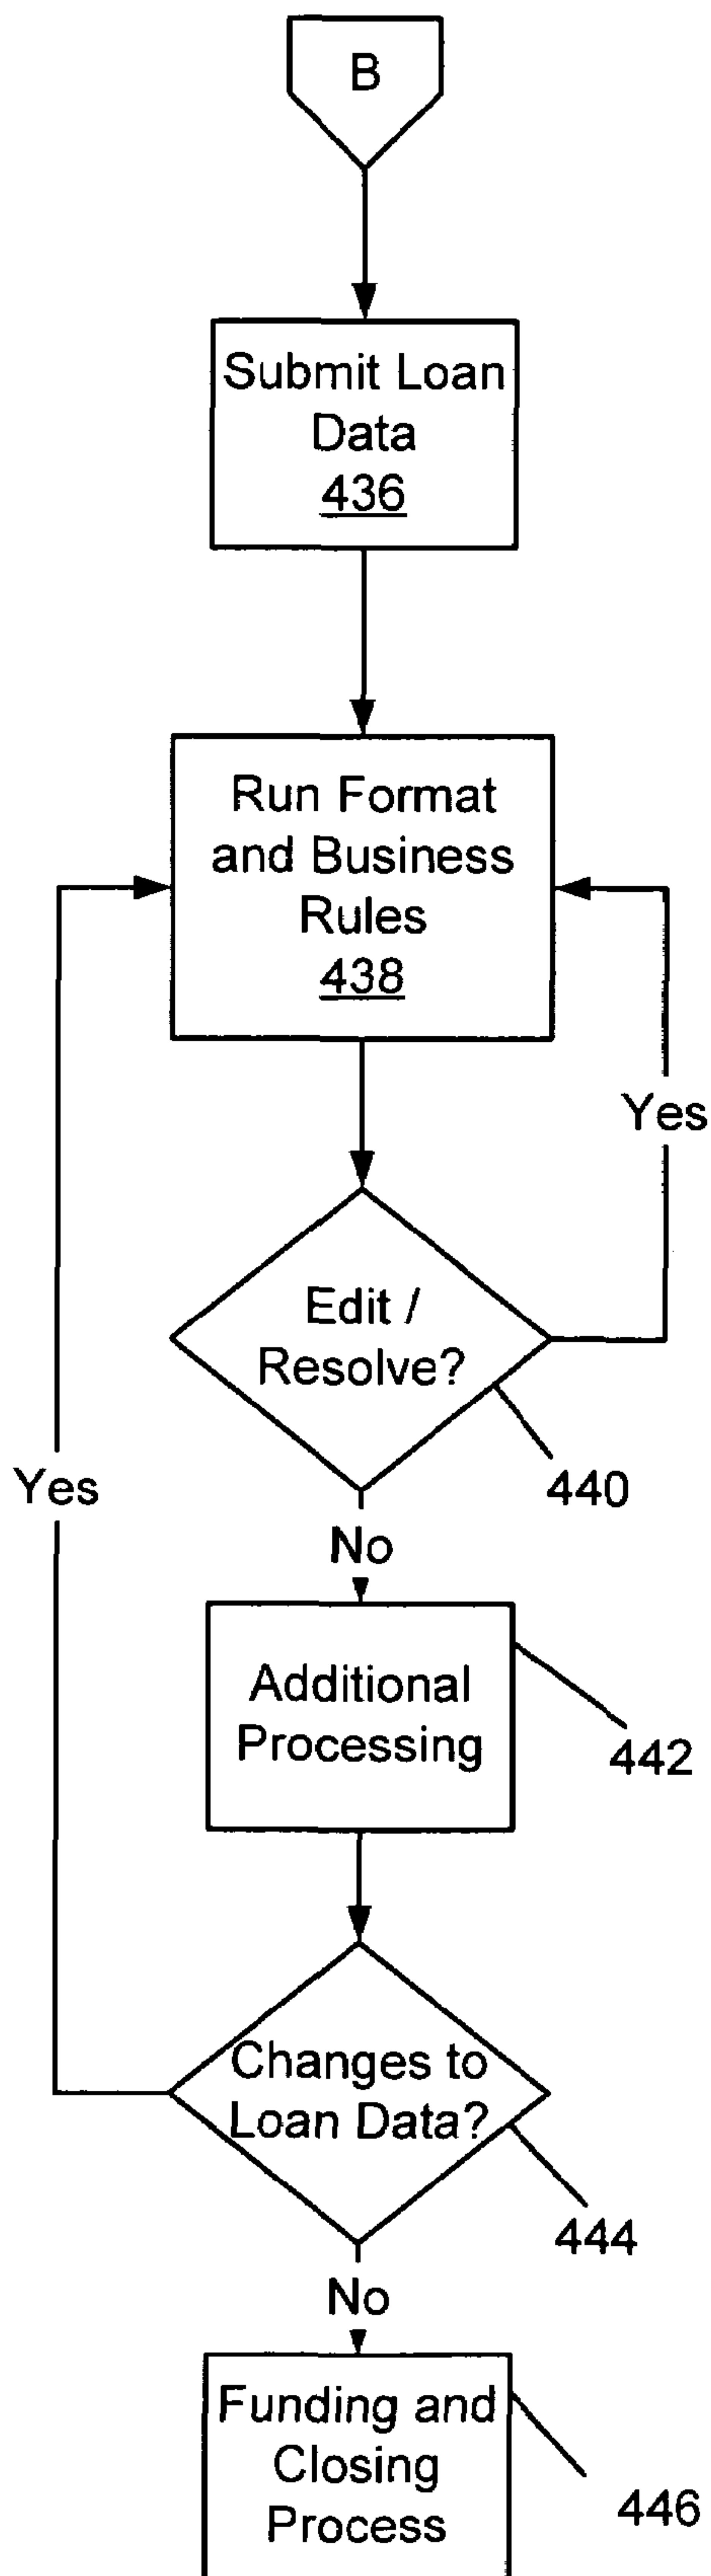 B
Submit Loan
Data
436
Run Format
and Business
Rules
438
Yes
Edit /
Resolve?
440
Yes
No
Additional
Processing
442
Changes to
Loan Data?
444
No
Funding and
Closing
Process
446